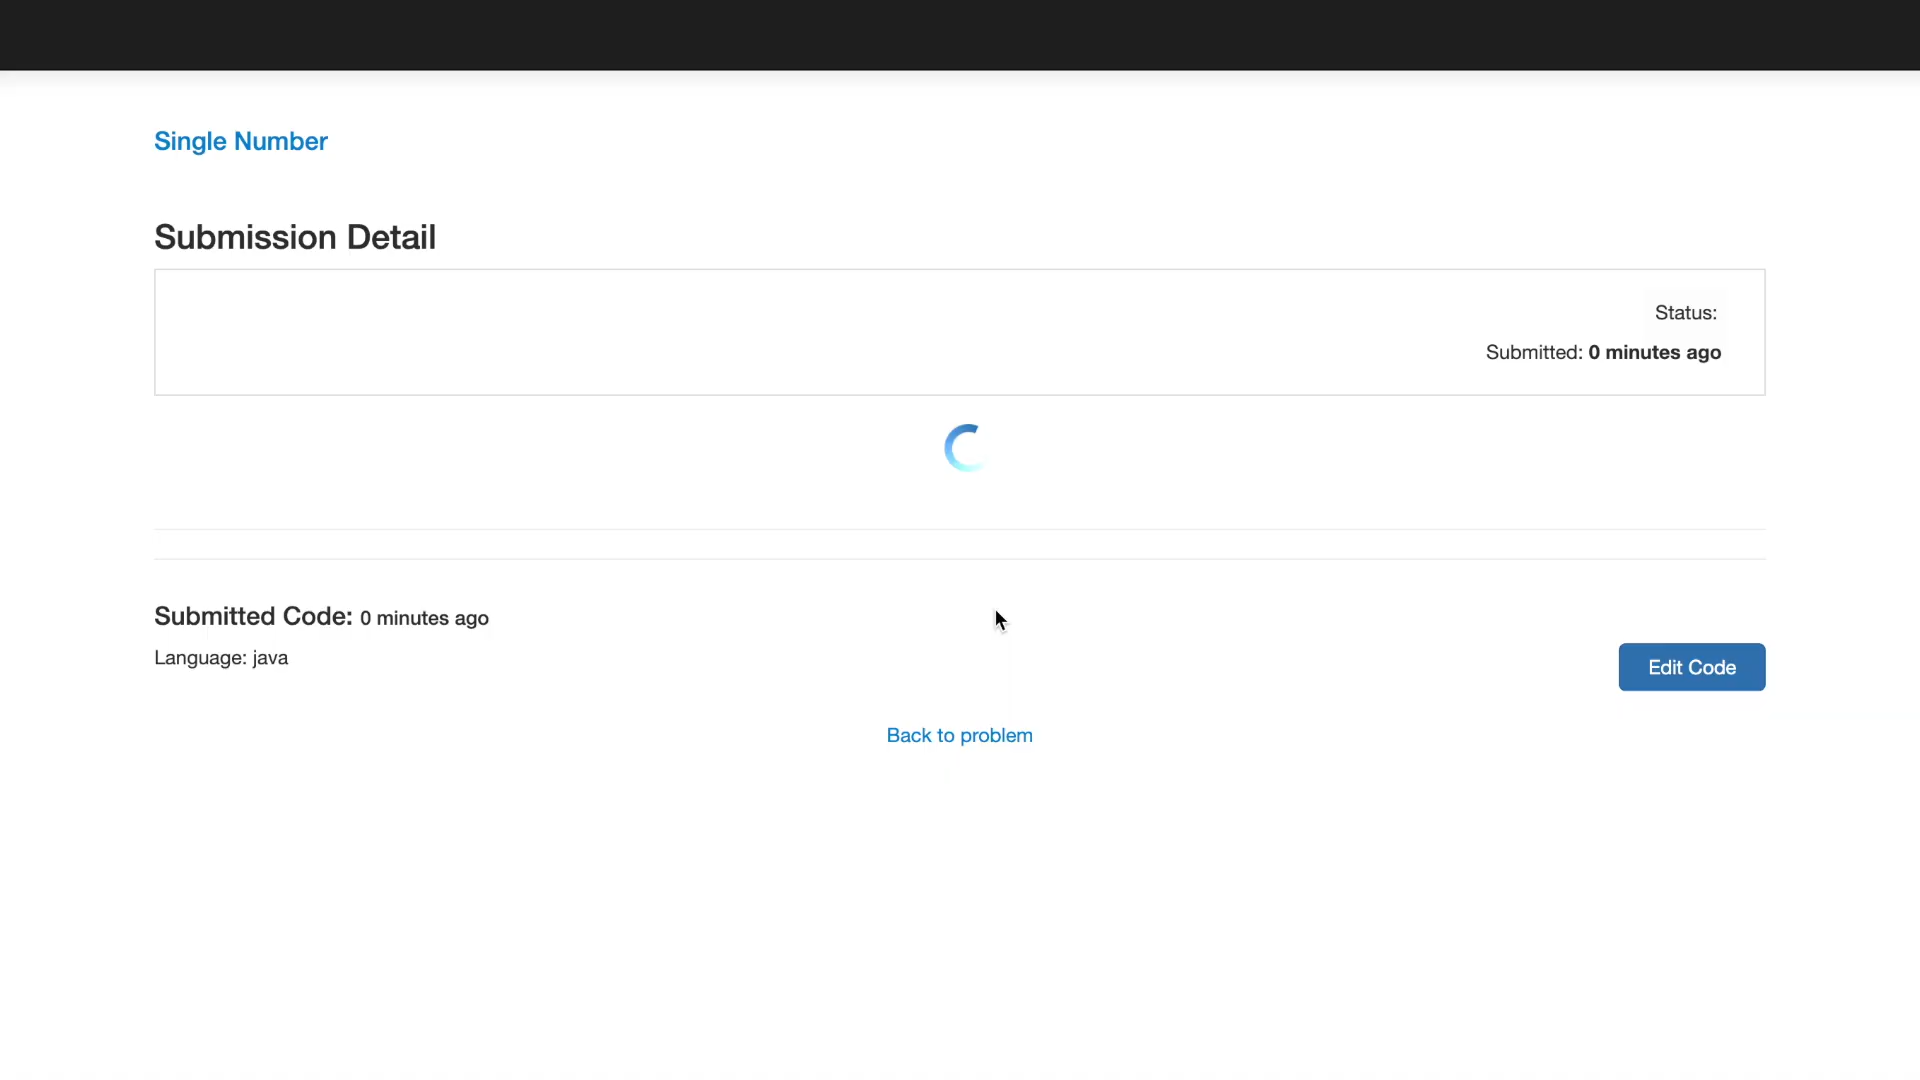 Single Number
Submission Detail
Status:
Submitted: 0 minutes ago
Submitted Code: 0 minutes ago
Language: java
Edit Code
Back to problem